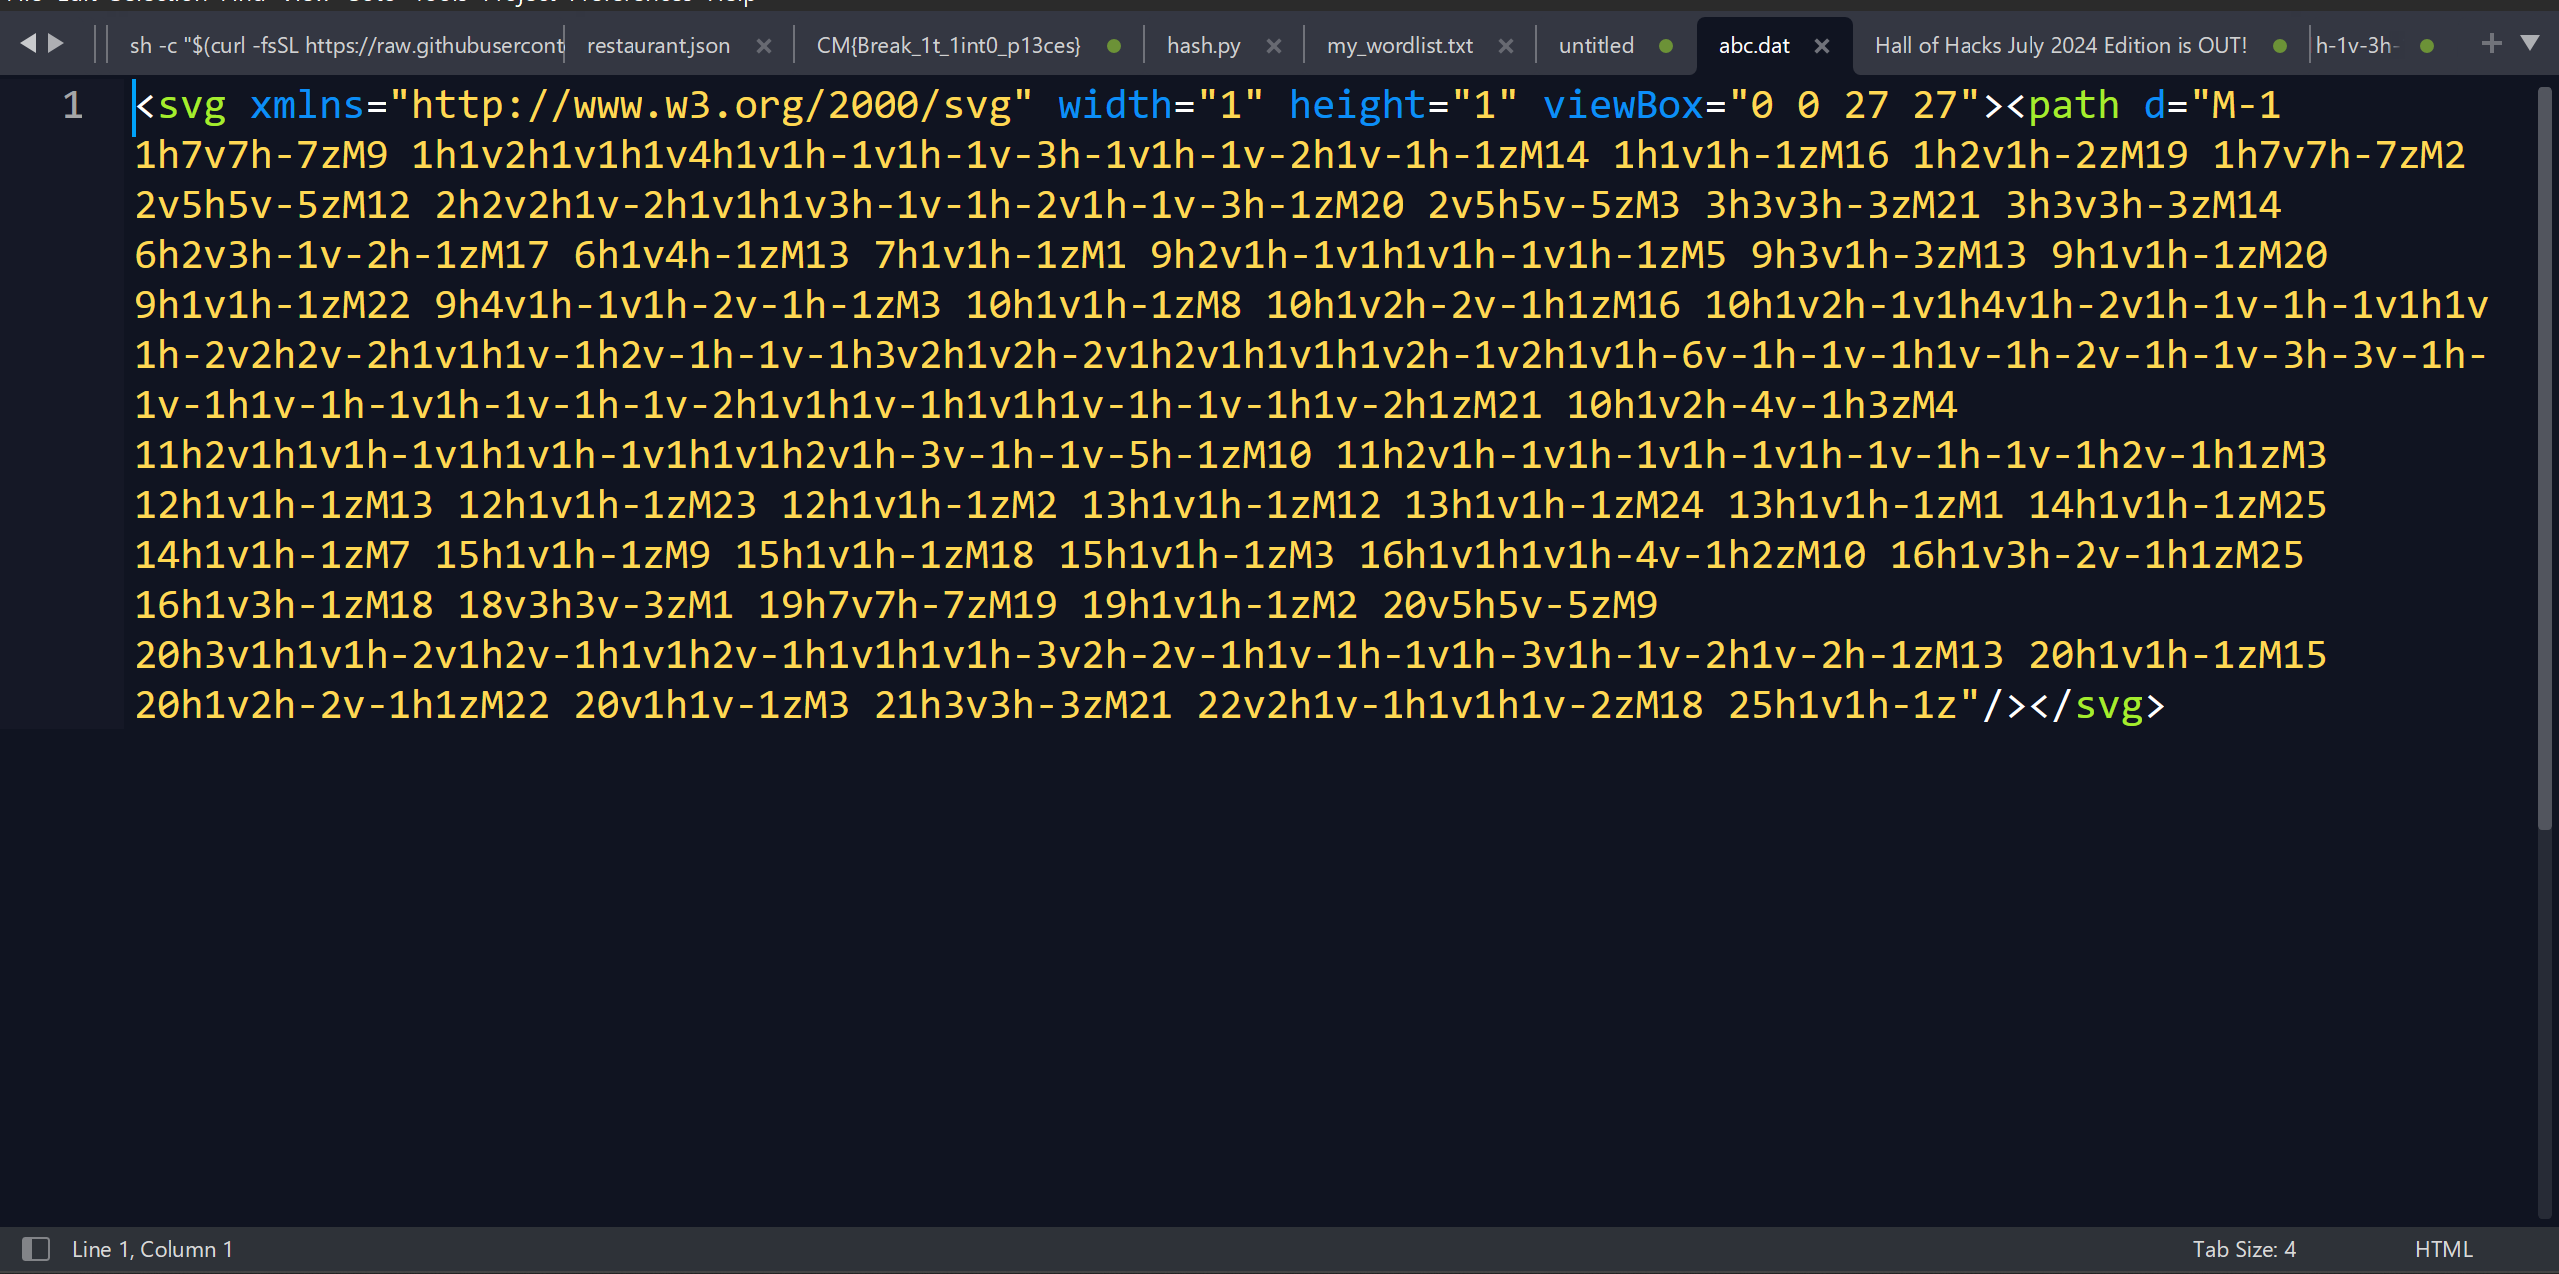 sh -c "$(curl -fsSL https://raw.githubusercont
restaurant.json
CM{Break_1t_1int0_p13ces}
hash.py
my_wordlist.txt
untitled
abc.dat
Hall of Hacks July 2024 Edition is OUT!
h-1v-3h-
1
<svg xmlns="http://www.w3.org/2000/svg" width="1" height="1" viewBox="0 0 27 27"><path d="M-1
1h7v7h-7zM9 1h1v2h1v1h1v4h1v1h-1v1h-1v-3h-1v1h-1v-2h1v-1h-1zM14 1h1v1h-1zM16 1h2v1h-2zM19 1h7v7h-7zM2
2v5h5v-5zM12 2h2v2h1v-2h1v1h1v3h-1v-1h-2v1h-1v-3h-1zM20 2v5h5v-5zM3 3h3v3h-3zM21 3h3v3h-3zM14
6h2v3h-1v-2h-1zM17 6h1v4h-1zM13 7h1v1h-1zM1 9h2v1h-1v1h1v1h-1v1h-1zM5 9h3v1h-3zM13 9h1v1h-1zM20
9h1v1h-1zM22 9h4v1h-1v1h-2v-1h-1zM3 10h1v1h-1zM8 10h1v2h-2v-1h1zM16 10h1v2h-1v1h4v1h-2v1h-1v-1h-1v1h1v
1h-2v2h2v-2h1v1h1v-1h2v-1h-1v-1h3v2h1v2h-2v1h2v1h1v1h1v2h-1v2h1v1h-6v-1h-1v-1h1v-1h-2v-1h-1v-3h-3v-1h-
1v-1h1v-1h-1v1h-1v-1h-1v-2h1v1h1v-1h1v1h1v-1h-1v-1h1v-2h1zM21 10h1v2h-4v-1h3zM4
11h2v1h1v1h-1v1h1v1h-1v1h1v1h2v1h-3v-1h-1v-5h-1zM10 11h2v1h-1v1h-1v1h-1v1h-1v-1h-1v-1h2v-1h1zM3
12h1v1h-1zM13 12h1v1h-1zM23 12h1v1h-1zM2 13h1v1h-1zM12 13h1v1h-1zM24 13h1v1h-1zM1 14h1v1h-1zM25
14h1v1h-1zM7 15h1v1h-1zM9 15h1v1h-1zM18 15h1v1h-1zM3 16h1v1h1v1h-4v-1h2zM10 16h1v3h-2v-1h1zM25
16h1v3h-1zM18 18v3h3v-3zM1 19h7v7h-7zM19 19h1v1h-1zM2 20v5h5v-5zM9
20h3v1h1v1h-2v1h2v-1h1v1h2v-1h1v1h1v1h-3v2h-2v-1h1v-1h-1v1h-3v1h-1v-2h1v-2h-1zM13 20h1v1h-1zM15
20h1v2h-2v-1h1zM22 20v1h1v-1zM3 21h3v3h-3zM21 22v2h1v-1h1v1h1v-2zM18 25h1v1h-1z"/></svg>
Line 1, Column 1
Tab Size: 4
HTML